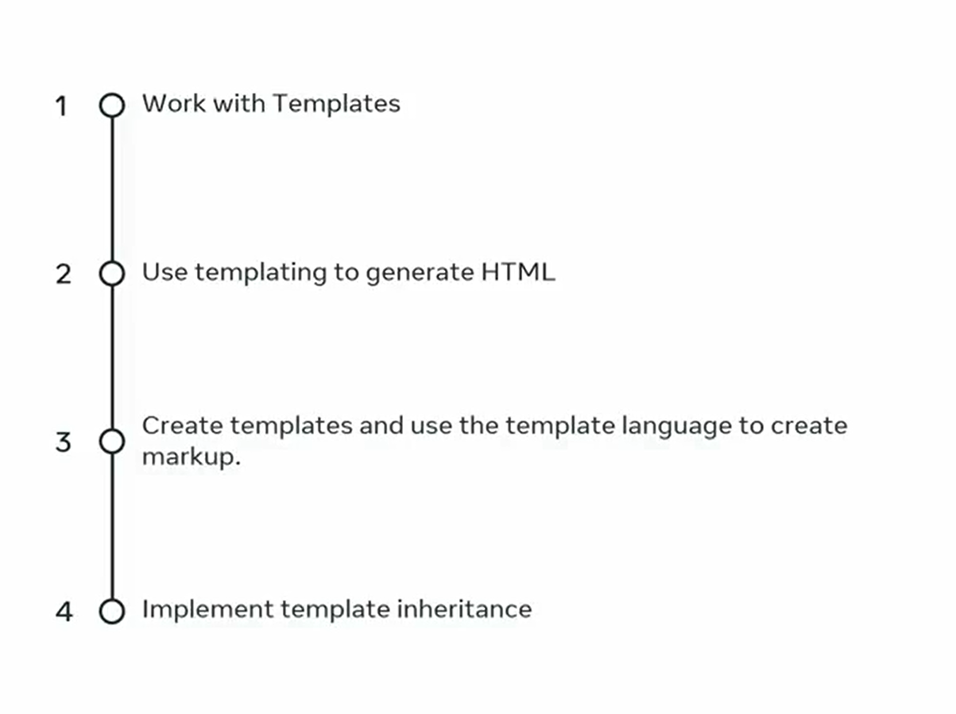 1 Work with Templates
2 Use templating to generate HTML
3 Create templates and use the template language to create
markup.
4 Implement template inheritance